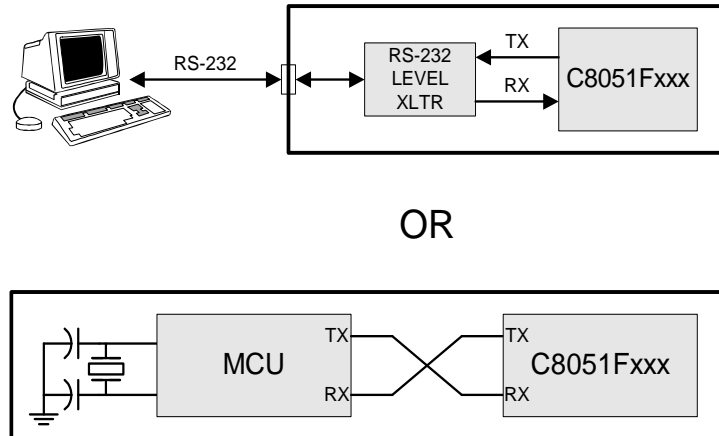 RS-232
RS-232
LEVEL
XLTR
TX
RX
C8051Fxxx
OR
MCU
TX
RX
TX
RX
C8051Fxxx